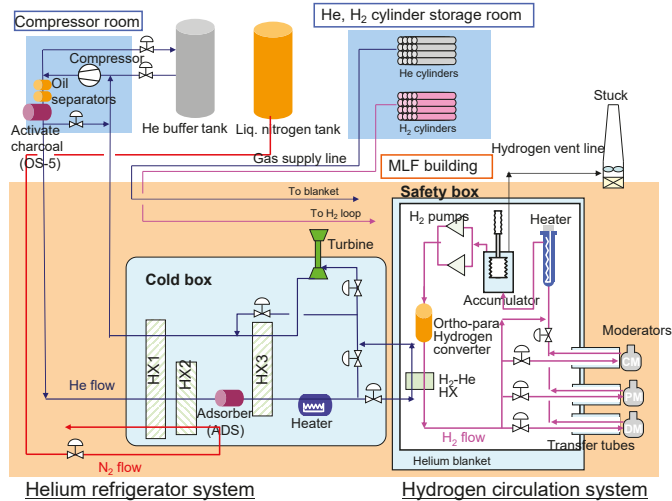 Compressor room
He, H2 cylinder storage room
Compressor
Oil
separators
Activate
charcoal
(OS-5)
He buffer tank
Liq. nitrogen tank
He cylinders
H2 cylinders
Stuck
Gas supply line
MLF building
Hydrogen vent line
To blanket
To H2 loop
Safety box
H2 pumps
Heater
Turbine
Cold box
Accumulator
Ortho-para
Hydrogen
converter
Moderators
HX1
HX2
HX3
CM
H2-He
HX
PM
He flow
Adsorber
(ADS)
Heater
H2 flow
DM
Transfer tubes
N2 flow
Helium blanket
Helium refrigerator system
Hydrogen circulation system